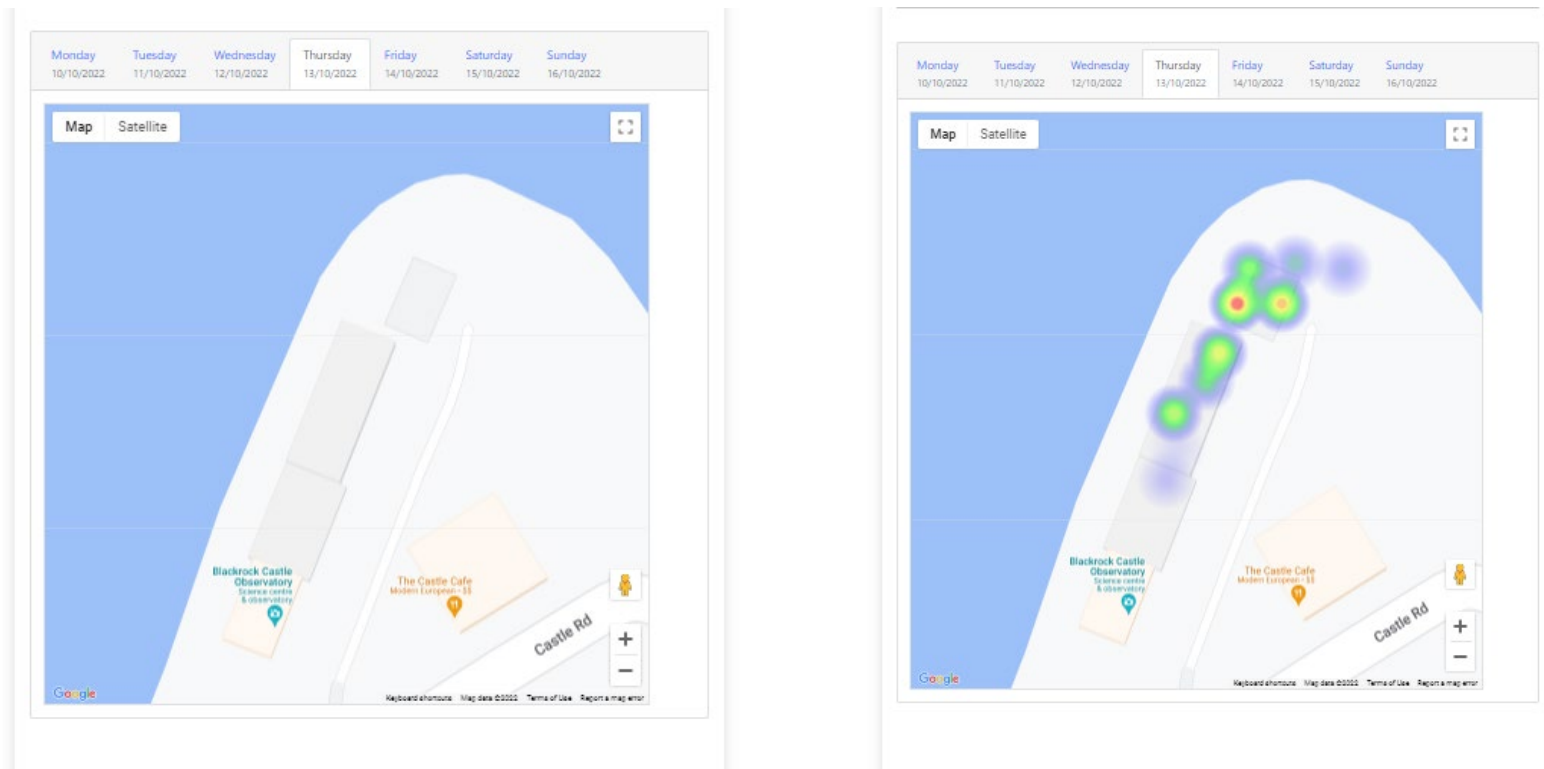 Monday Tuesday Wednesday Thursday Friday Saturday Sunday
10/10/2022 11/10/2022 12/10/2022 13/10/2022 14/10/2022 15/10/2022 16/10/2022
Map Satellite
Blackrock Castle
Observatory
Science centre
& observatory
The Castle Cafe
Modern European - $$
Castle Rd
Google
Keyboard shortcuts Map data ©2022 Terms of Use Report a map error
Monday Tuesday Wednesday Thursday Friday Saturday Sunday
10/10/2022 11/10/2022 12/10/2022 13/10/2022 14/10/2022 15/10/2022 16/10/2022
Map Satellite
Blackrock Castle
Observatory
Science centre
& observatory
The Castle Cafe
Modern European - $$
Castle Rd
Google
Keyboard shortcuts Map data ©2022 Terms of Use Report a map error